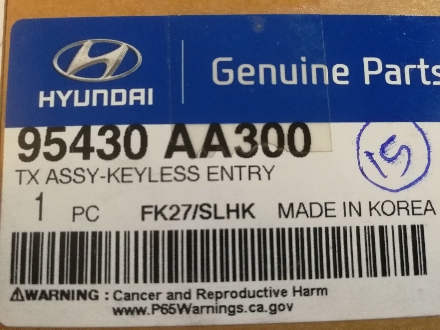 HYUNDAI
Genuine Parts
95430 AA300
15
TX ASSY-KEYLESS ENTRY
1 PC FK27/SLHK MADE IN KOREA
⚠WARNING : Cancer and Reproductive Harm
www.P65Warnings.ca.gov